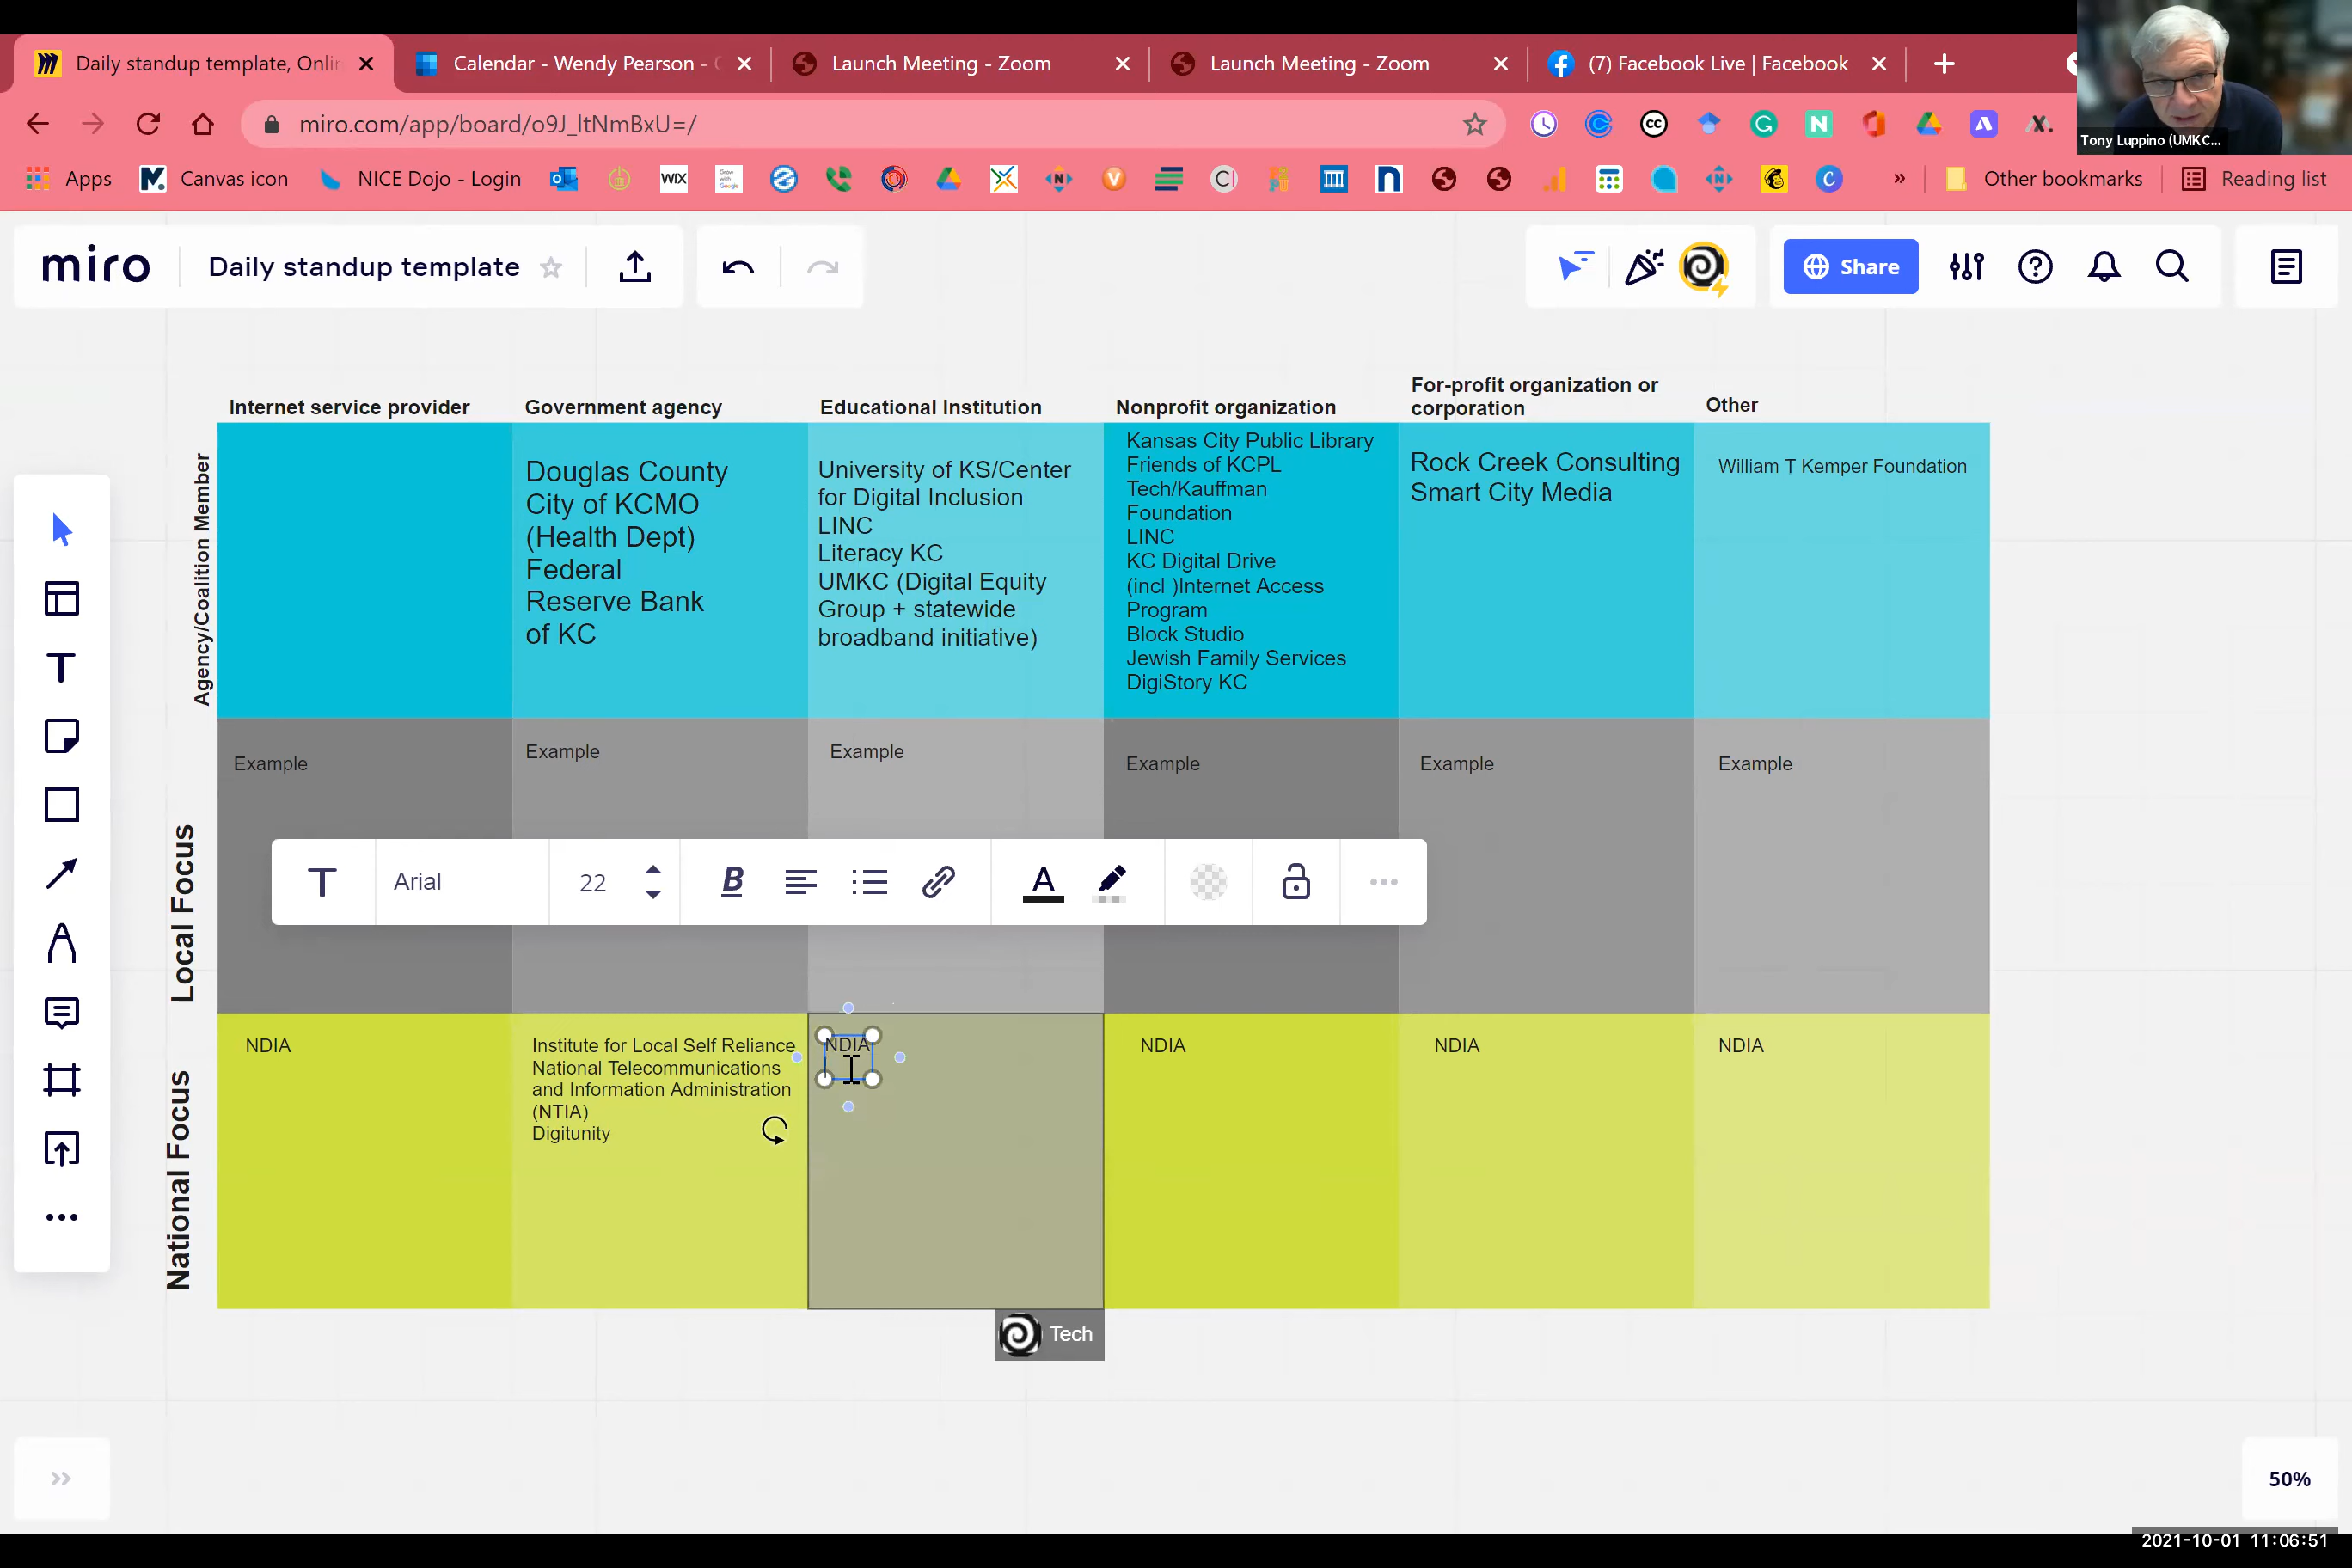 Daily standup template, Onlin
Calendar - Wendy Pearson -
Launch Meeting - Zoom
Launch Meeting - Zoom
(7) Facebook Live | Facebook
Tony Luppino (UMKC...
miro.com/app/board/o9J_ltNmBxU=/
Apps
Canvas icon
NICE Dojo - Login
WIX
Other bookmarks
Reading list
miro
Daily standup template
Share
Internet service provider
Government agency
Educational Institution
Nonprofit organization
For-profit organization or
corporation
Other
Agency/Coalition Member
Douglas County
City of KCMO
(Health Dept)
Federal
Reserve Bank
of KC
University of KS/Center
for Digital Inclusion
LINC
Literacy KC
UMKC (Digital Equity
Group + statewide
broadband initiative)
Kansas City Public Library
Friends of KCPL
Tech/Kauffman
Foundation
LINC
KC Digital Drive
(incl )Internet Access
Program
Block Studio
Jewish Family Services
DigiStory KC
Rock Creek Consulting
Smart City Media
William T Kemper Foundation
Local Focus
Example
Example
Example
Example
Example
Example
T
Arial
22
B
A
National Focus
NDIA
Institute for Local Self Reliance
National Telecommunications
and Information Administration
(NTIA)
Digitunity
NDIA
NDIA
NDIA
NDIA
Tech
50%
2021-10-01 11:06:51